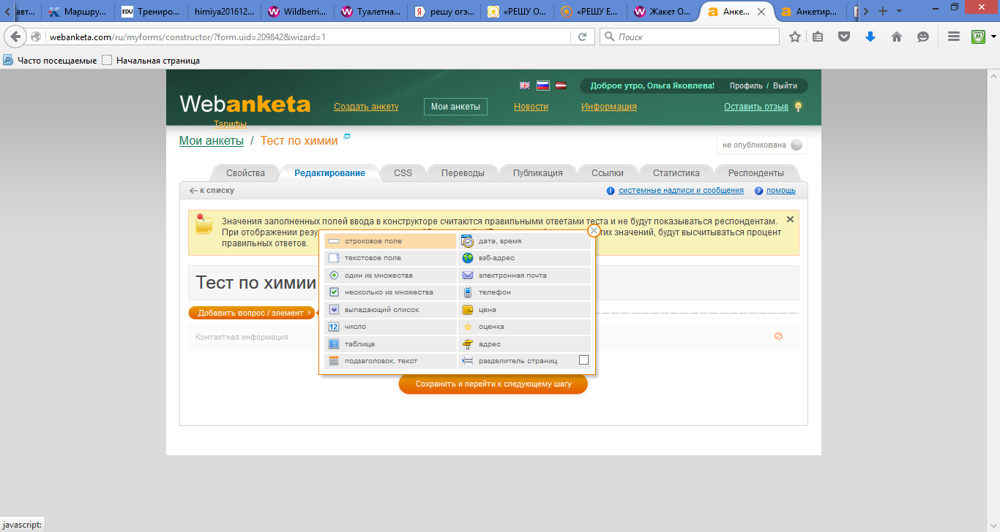 авт...
Маршру...
EDU Трениро...
himiya201612...
Wildberri...
Туалетна...
решу огэ...
«РЕШУ О...
«РЕШУ Е...
Жакет О...
Анке...
Анкетир...
webanketa.com/ru/myforms/constructor/?form.uid=209842&wizard=1
Поиск
Часто посещаемые
Начальная страница
Доброе утро, Ольга Яковлева! Профиль / Выйти
Webanketa
Создать анкету
Мои анкеты
Новости
Информация
Оставить отзыв
Тарифы
Мои анкеты / Тест по химии
не опубликована
Свойства
Редактирование
CSS
Переводы
Публикация
Ссылки
Статистика
Респонденты
к списку
системные надписи и сообщения
помощь
Значения заполненных полей ввода в конструкторе считаются правильными ответами теста и не будут показываться респондентам.
При отображении резу
тих значений, будут высчитываться процент
правильных ответов.
строковое поле
дата, время
текстовое поле
вэб-адрес
один из множества
электронная почта
несколько из множества
телефон
выпадающий список
цена
12 число
оценка
таблица
адрес
подзаголовок, текст
разделитель страниц
Тест по химии
Добавить вопрос / элемент
Контактная информация
Сохранить и перейти к следующему шагу
javascript: